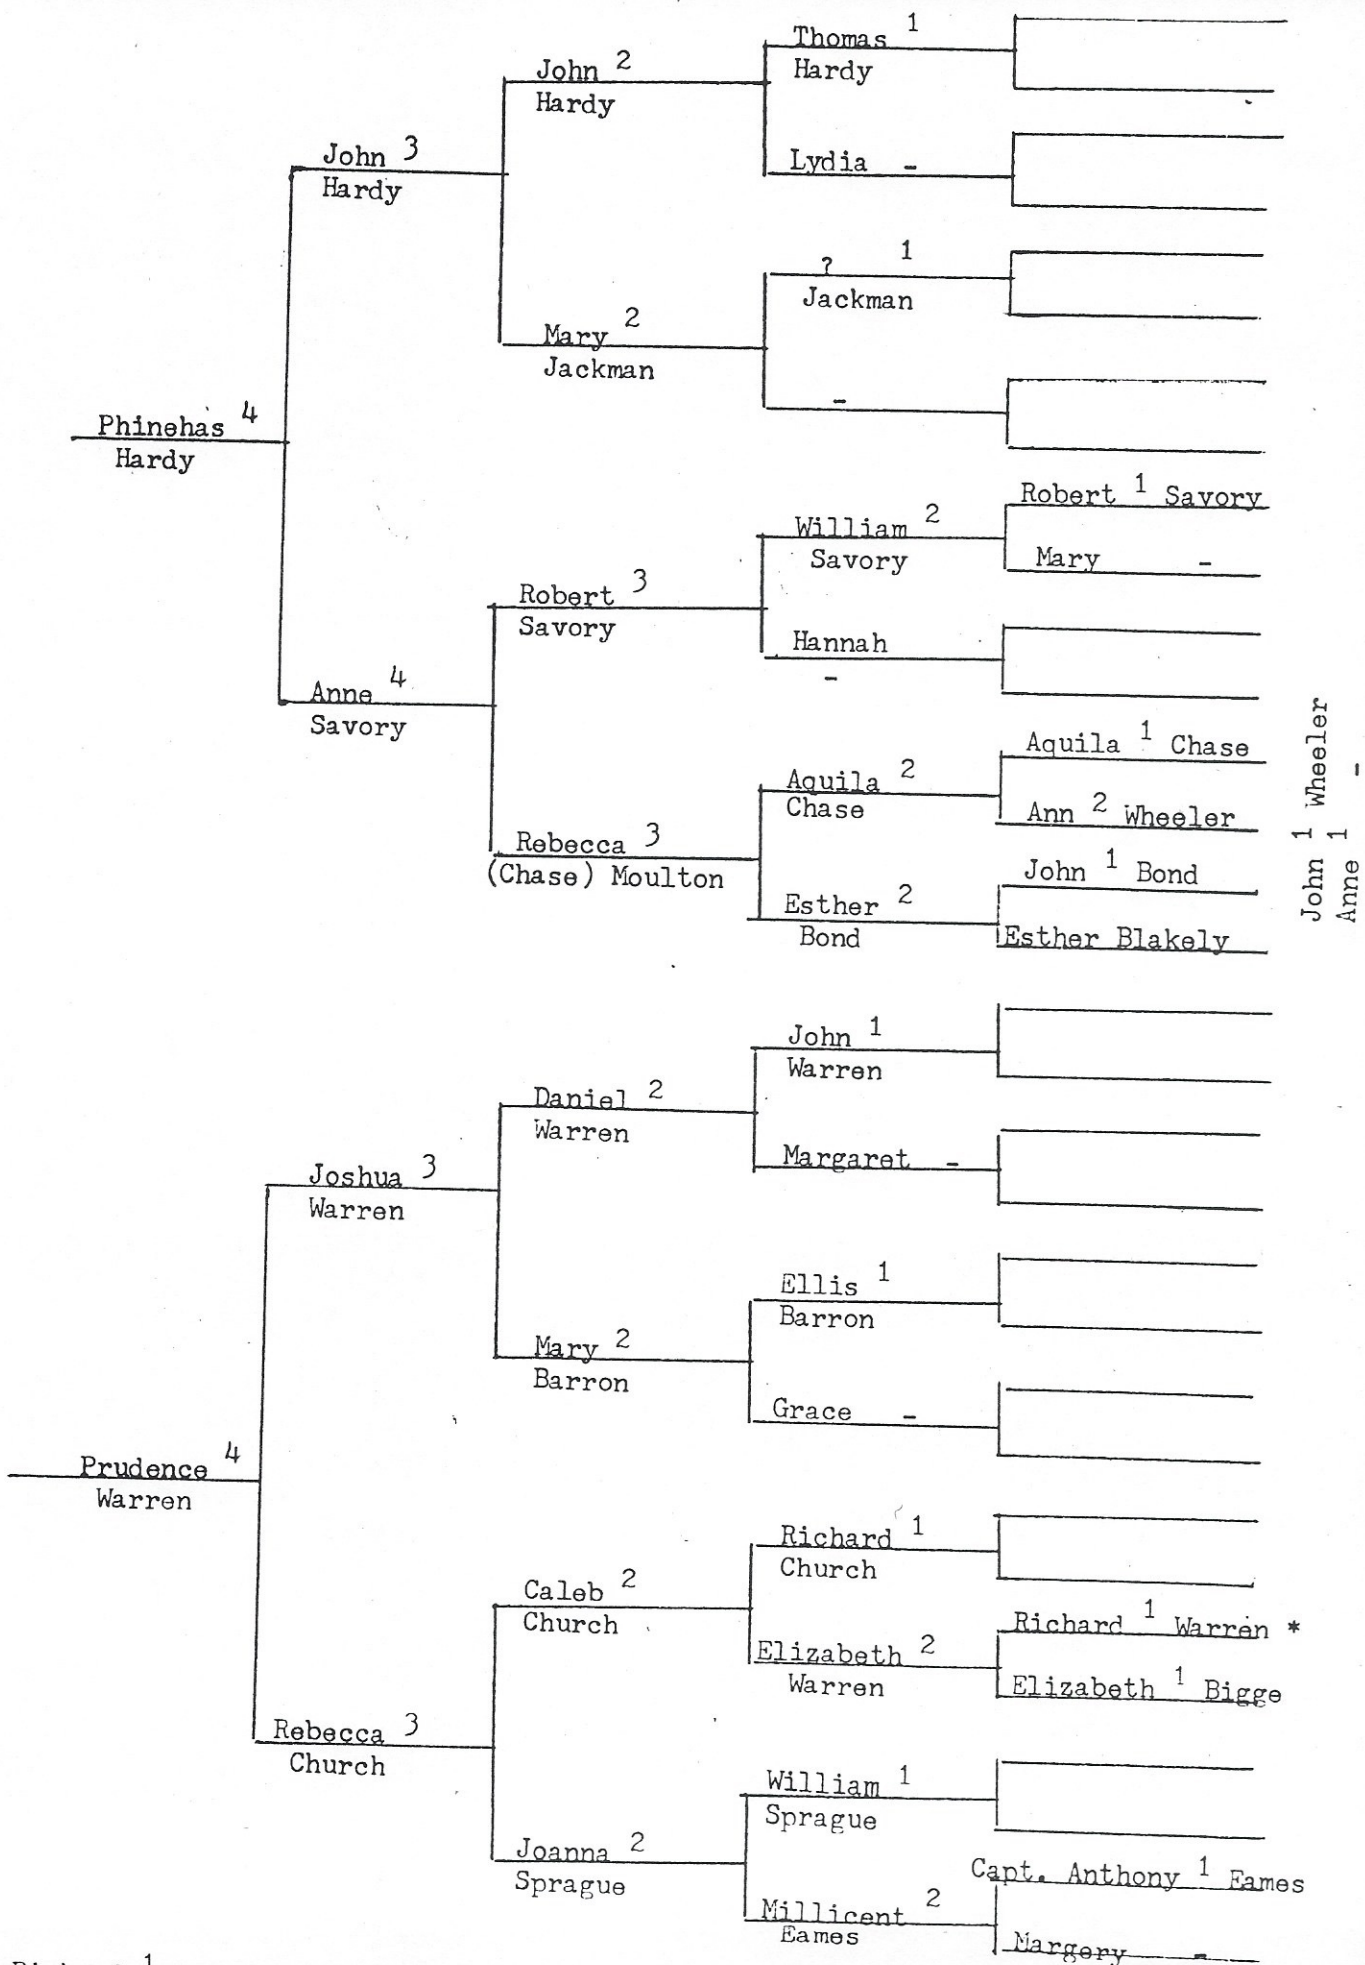 Thomas 1
Hardy
John 2
Hardy
Lydia -
John 3
Hardy
? 1
Jackman
Mary 2
Jackman
-
Phinehas 4
Hardy
Robert 1 Savory
William 2
Savory
Mary -
Robert 3
Savory
Hannah
-
Anne 4
Savory
Aquila 1 Chase
Aquila 2
Chase
Ann 2 Wheeler
John 1 Wheeler
Anne 1 -
Rebecca 3
(Chase) Moulton
John 1 Bond
Esther 2
Bond
Esther Blakely
John 1
Warren
Daniel 2
Warren
Margaret -
Joshua 3
Warren
Ellis 1
Barron
Mary 2
Barron
Grace -
Prudence 4
Warren
Richard 1
Church
Caleb 2
Church
Richard 1 Warren *
Elizabeth 2
Warren
Elizabeth 1 Bigge
Rebecca 3
Church
William 1
Sprague
Joanna 2
Sprague
Capt. Anthony 1 Eames
Millicent 2
Eames
Margery -
1